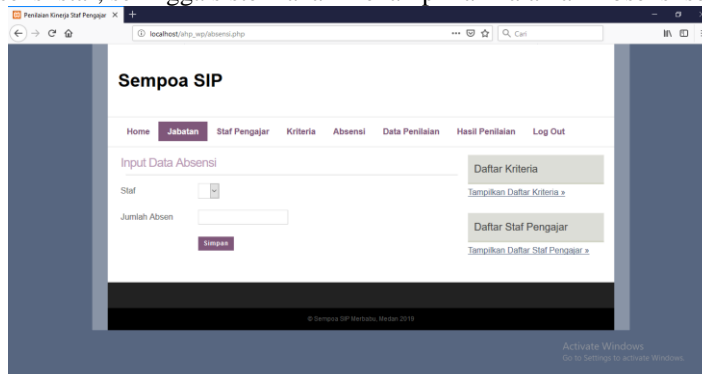 Penilaian Kinerja Staf Pengajar
localhost/ahp_wp/absensi.php
Cari
Sempoa SIP
Home Jabatan Staf Pengajar Kriteria Absensi Data Penilaian Hasil Penilaian Log Out
Input Data Absensi
Staf
Jumlah Absen
Simpan
Daftar Kriteria
Tampilkan Daftar Kriteria »
Daftar Staf Pengajar
Tampilkan Daftar Staf Pengajar »
© Sempoa SIP Merbabu, Medan 2019
Activate Windows
Go to Settings to activate Windows.